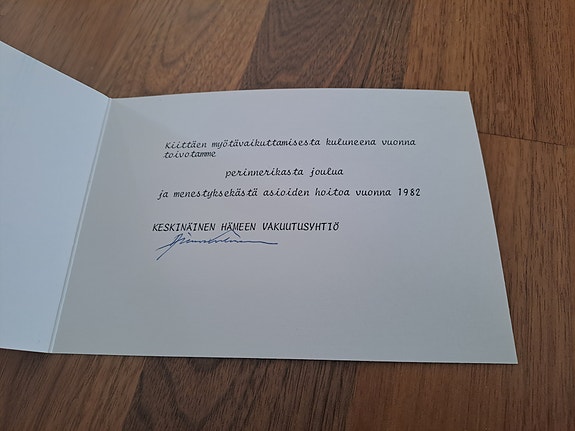 Kiittäen myötävaikuttamisesta kuluneena vuonna
toivotamme
perinnerikasta joulua
ja menestyksekästä asioiden hoitoa vuonna 1982
KESKINÄINEN HÄMEEN VAKUUTUSYHTIÖ